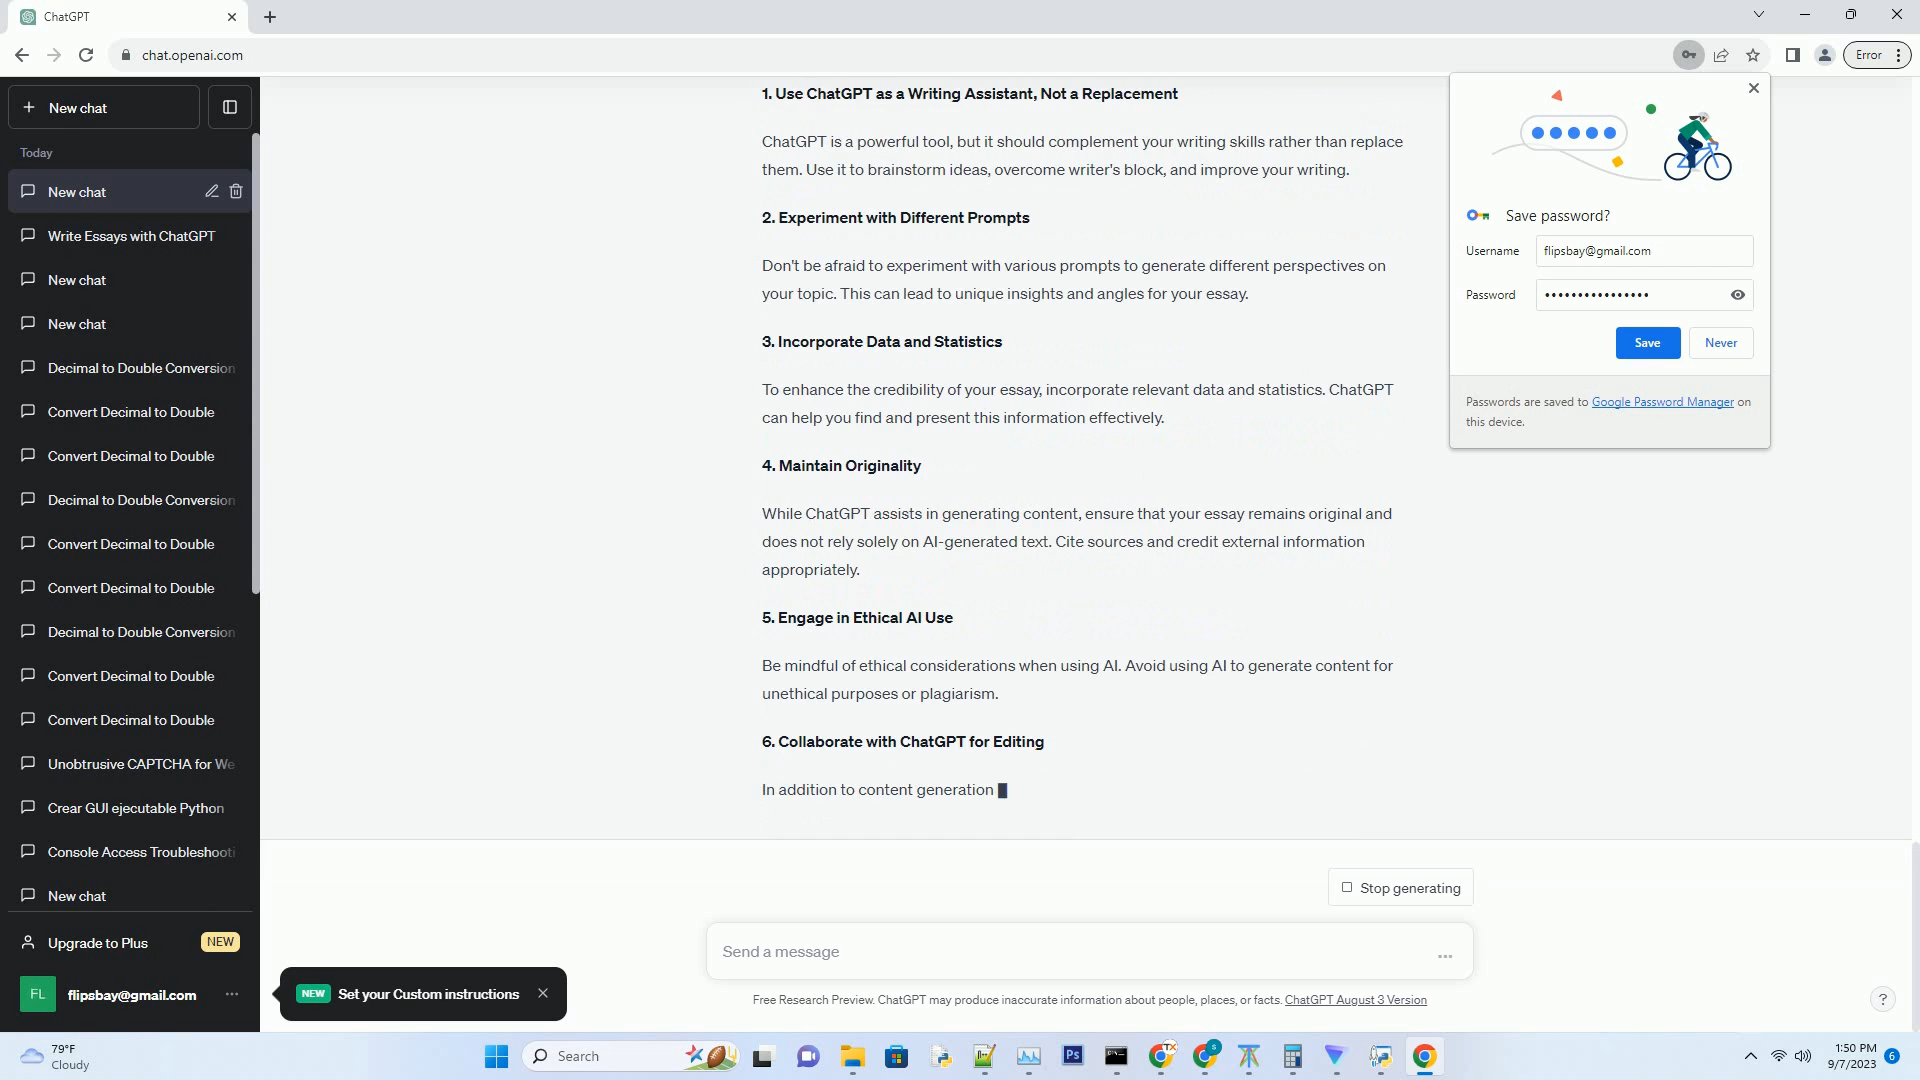 ChatGPT
chat.openai.com
Error
New chat
Today
New chat
Write Essays with ChatGPT
New chat
New chat
Decimal to Double Conversion
Convert Decimal to Double
Convert Decimal to Double
Decimal to Double Conversion
Convert Decimal to Double
Convert Decimal to Double
Decimal to Double Conversion
Convert Decimal to Double
Convert Decimal to Double
Unobtrusive CAPTCHA for We
Crear GUI ejecutable Python
Console Access Troubleshooti
New chat
Upgrade to Plus NEW
FL flipsbay@gmail.com
1. Use ChatGPT as a Writing Assistant, Not a Replacement
ChatGPT is a powerful tool, but it should complement your writing skills rather than replace
them. Use it to brainstorm ideas, overcome writer's block, and improve your writing.
2. Experiment with Different Prompts
Don't be afraid to experiment with various prompts to generate different perspectives on
your topic. This can lead to unique insights and angles for your essay.
3. Incorporate Data and Statistics
To enhance the credibility of your essay, incorporate relevant data and statistics. ChatGPT
can help you find and present this information effectively.
4. Maintain Originality
While ChatGPT assists in generating content, ensure that your essay remains original and
does not rely solely on AI-generated text. Cite sources and credit external information
appropriately.
5. Engage in Ethical AI Use
Be mindful of ethical considerations when using AI. Avoid using AI to generate content for
unethical purposes or plagiarism.
6. Collaborate with ChatGPT for Editing
In addition to content generation
Save password?
Username flipsbay@gmail.com
Password ••••••••••••••••
Save Never
Passwords are saved to Google Password Manager on
this device.
Stop generating
Send a message
NEW Set your Custom instructions
Free Research Preview. ChatGPT may produce inaccurate information about people, places, or facts. ChatGPT August 3 Version
?
79°F
Cloudy
Search
Ps
TX
S
1:50 PM
9/7/2023
6